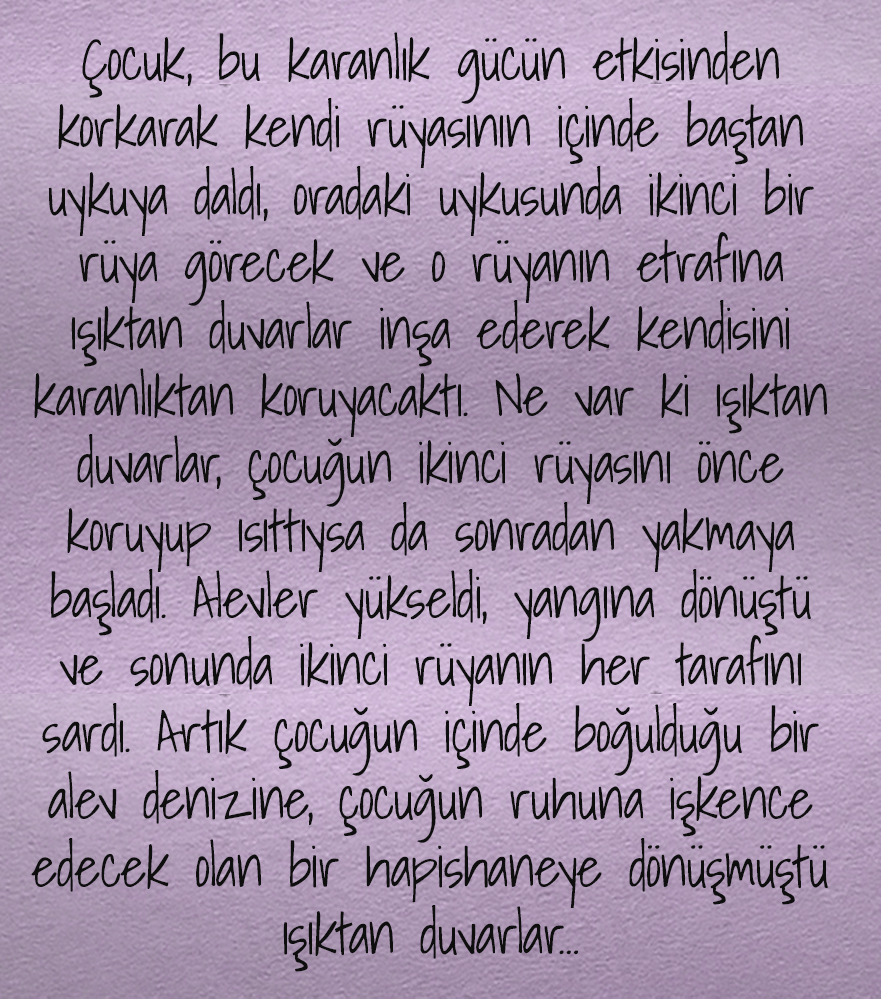 Çocuk, bu karanlık gücün etkisinden
korkarak kendi rüyasının içinde baştan
uykuya daldı, oradaki uykusunda ikinci bir
rüya görecek ve o rüyanın etrafına
ışıktan duvarlar inşa ederek kendisini
karanlıktan koruyacaktı. Ne var ki ışıktan
duvarlar, çocuğun ikinci rüyasını önce
koruyup ısıttıysa da sonradan yakmaya
başladı. Alevler yükseldi, yangına dönüştü
ve sonunda ikinci rüyanın her tarafını
sardı. Artık çocuğun içinde boğulduğu bir
alev denizine, çocuğun ruhuna işkence
edecek olan bir hapishaneye dönüşmüştü
ışıktan duvarlar...